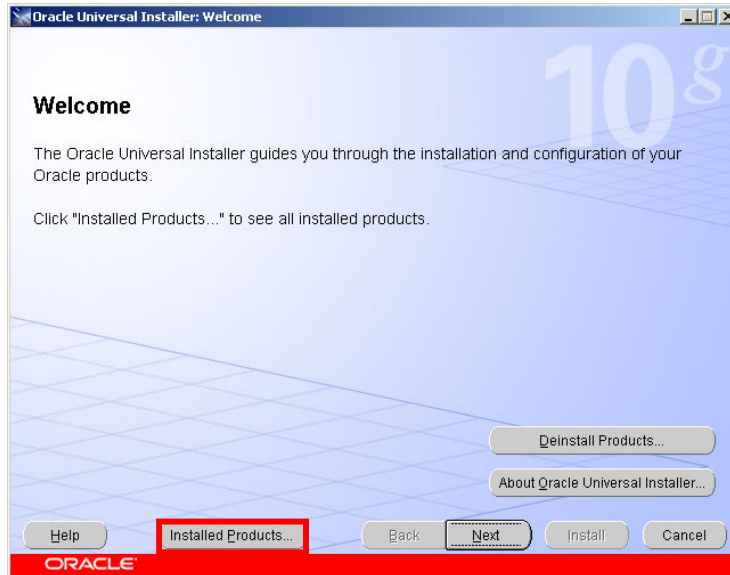 Oracle Universal Installer: Welcome
10g
Welcome
The Oracle Universal Installer guides you through the installation and configuration of your
Oracle products.
Click "Installed Products..." to see all installed products.
Deinstall Products...
About Oracle Universal Installer...
Help Installed Products... Back Next Install Cancel
ORACLE